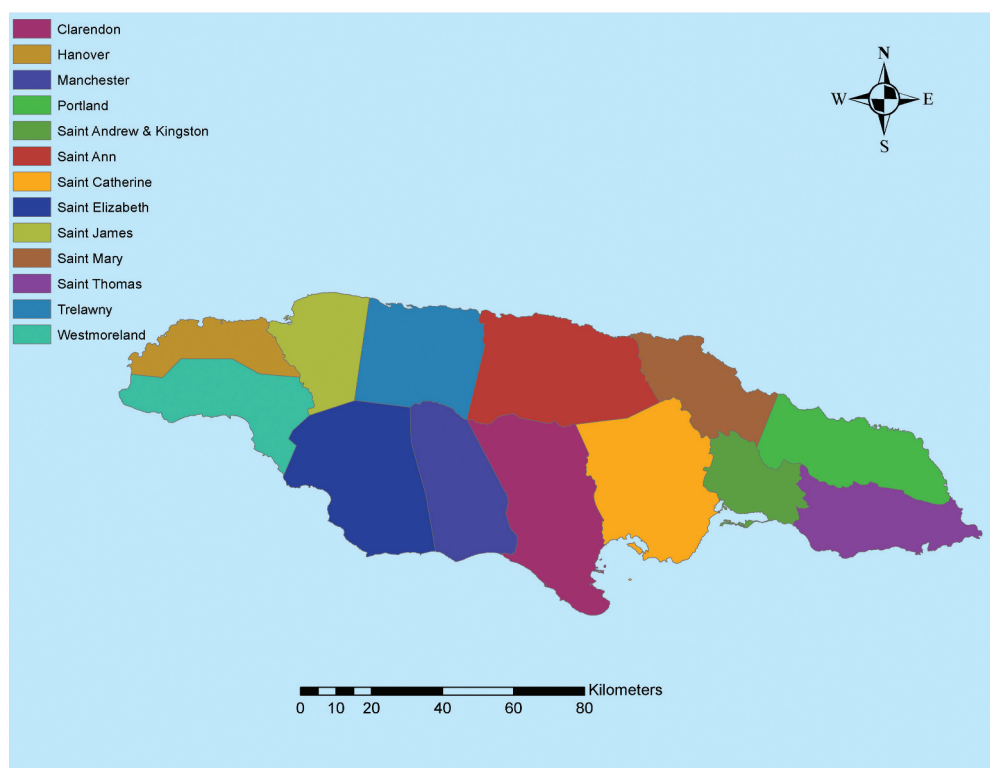 Clarendon
Hanover
Manchester
Portland
Saint Andrew & Kingston
Saint Ann
Saint Catherine
Saint Elizabeth
Saint James
Saint Mary
Saint Thomas
Trelawny
Westmoreland
N
W E
S
Kilometers
0 10 20 40 60 80